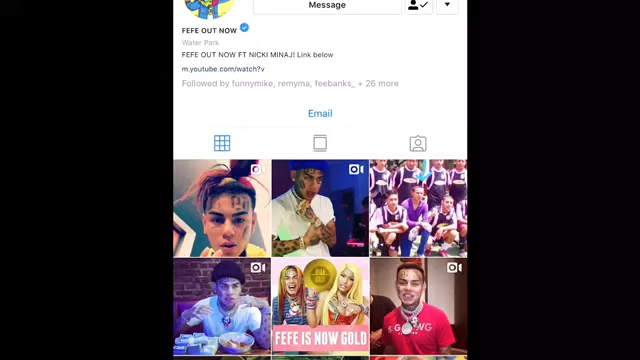 Message
FEFE OUT NOW
Water Park
FEFE OUT NOW FT NICKI MINAJ! Link below
m.youtube.com/watch?v
Followed by funnymike, remyma, feebanks_ + 26 more
Email
FEFE IS NOW GOLD